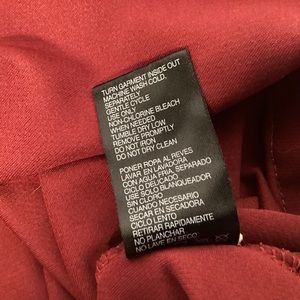 TURN GARMENT INSIDE OUT
MACHINE WASH COLD,
SEPARATELY
GENTLE CYCLE
USE ONLY
NON-CHLORINE BLEACH
WHEN NEEDED
TUMBLE DRY LOW
REMOVE PROMPTLY
DO NOT IRON
DO NOT DRY CLEAN
PONER ROPA AL REVES
LAVAR EN LAVADORA
CON AGUA FRIA, SEPARADO
CICLO DELICADO
USE SOLO BLANQUEADOR
SIN CLORO
CUANDO NECESARIO
SECAR EN SECADORA
CICLO LENTO
RETIRAR RAPIDAMENTE
NO PLANCHAR
NO LAVE EN SECO